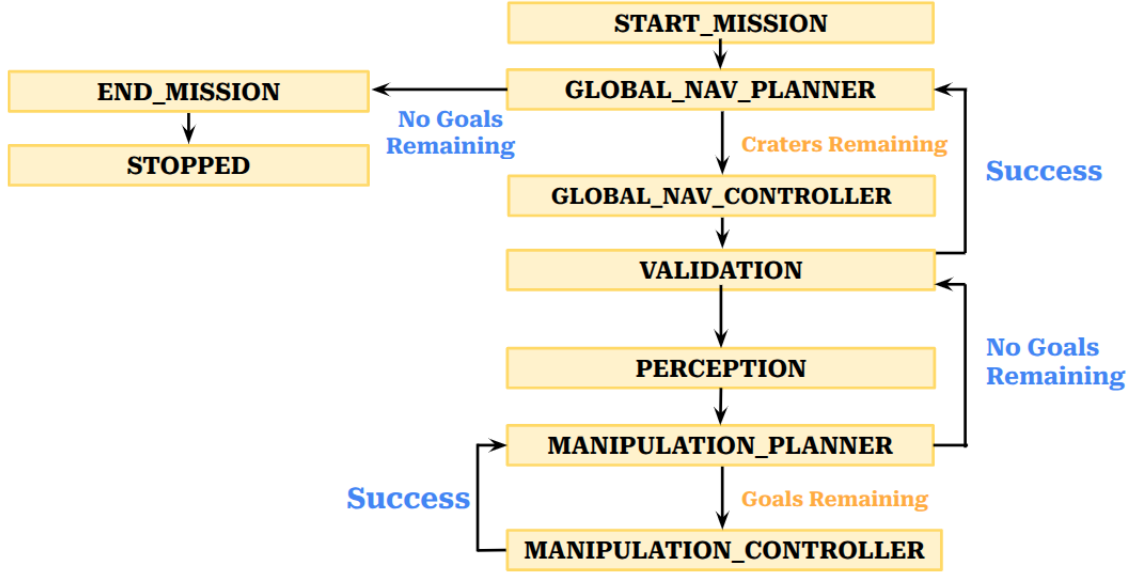 START_MISSION
END_MISSION
GLOBAL_NAV_PLANNER
No Goals
Remaining
Craters Remaining
STOPPED
Success
GLOBAL_NAV_CONTROLLER
VALIDATION
No Goals
Remaining
PERCEPTION
MANIPULATION_PLANNER
Success
Goals Remaining
MANIPULATION_CONTROLLER